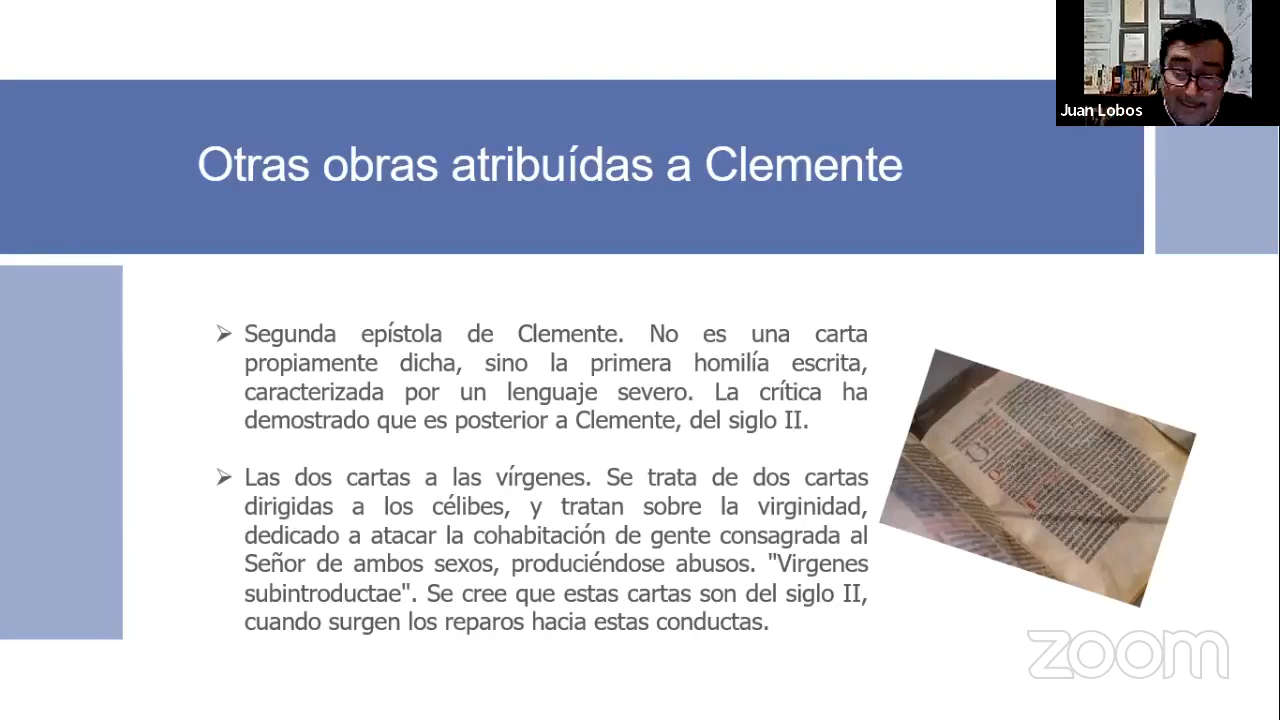 Juan Lobos
Otras obras atribuídas a Clemente
➢ Segunda epístola de Clemente. No es una carta
propiamente dicha, sino la primera homilía escrita,
caracterizada por un lenguaje severo. La crítica ha
demostrado que es posterior a Clemente, del siglo II.
➢ Las dos cartas a las vírgenes. Se trata de dos cartas
dirigidas a los célibes, y tratan sobre la virginidad,
dedicado a atacar la cohabitación de gente consagrada al
Señor de ambos sexos, produciéndose abusos. "Virgenes
subintroductae". Se cree que estas cartas son del siglo II,
cuando surgen los reparos hacia estas conductas.
zoom